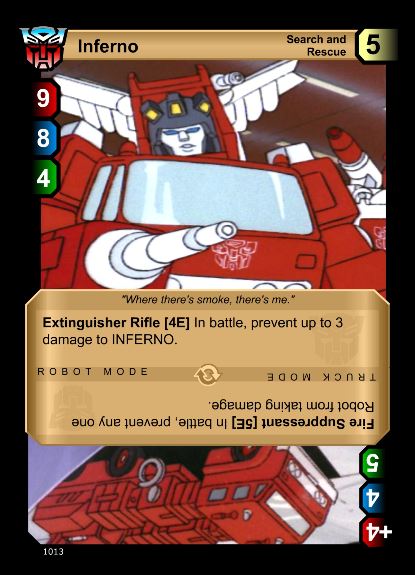 Inferno
Search and
Rescue
5
9
8
4
"Where there's smoke, there's me."
Extinguisher Rifle [4E] In battle, prevent up to 3
damage to INFERNO.
ROBOT MODE
TRUCK MODE
Fire Suppressant [5E] In battle, prevent any one
Robot from taking damage.
+4
4
5
1013